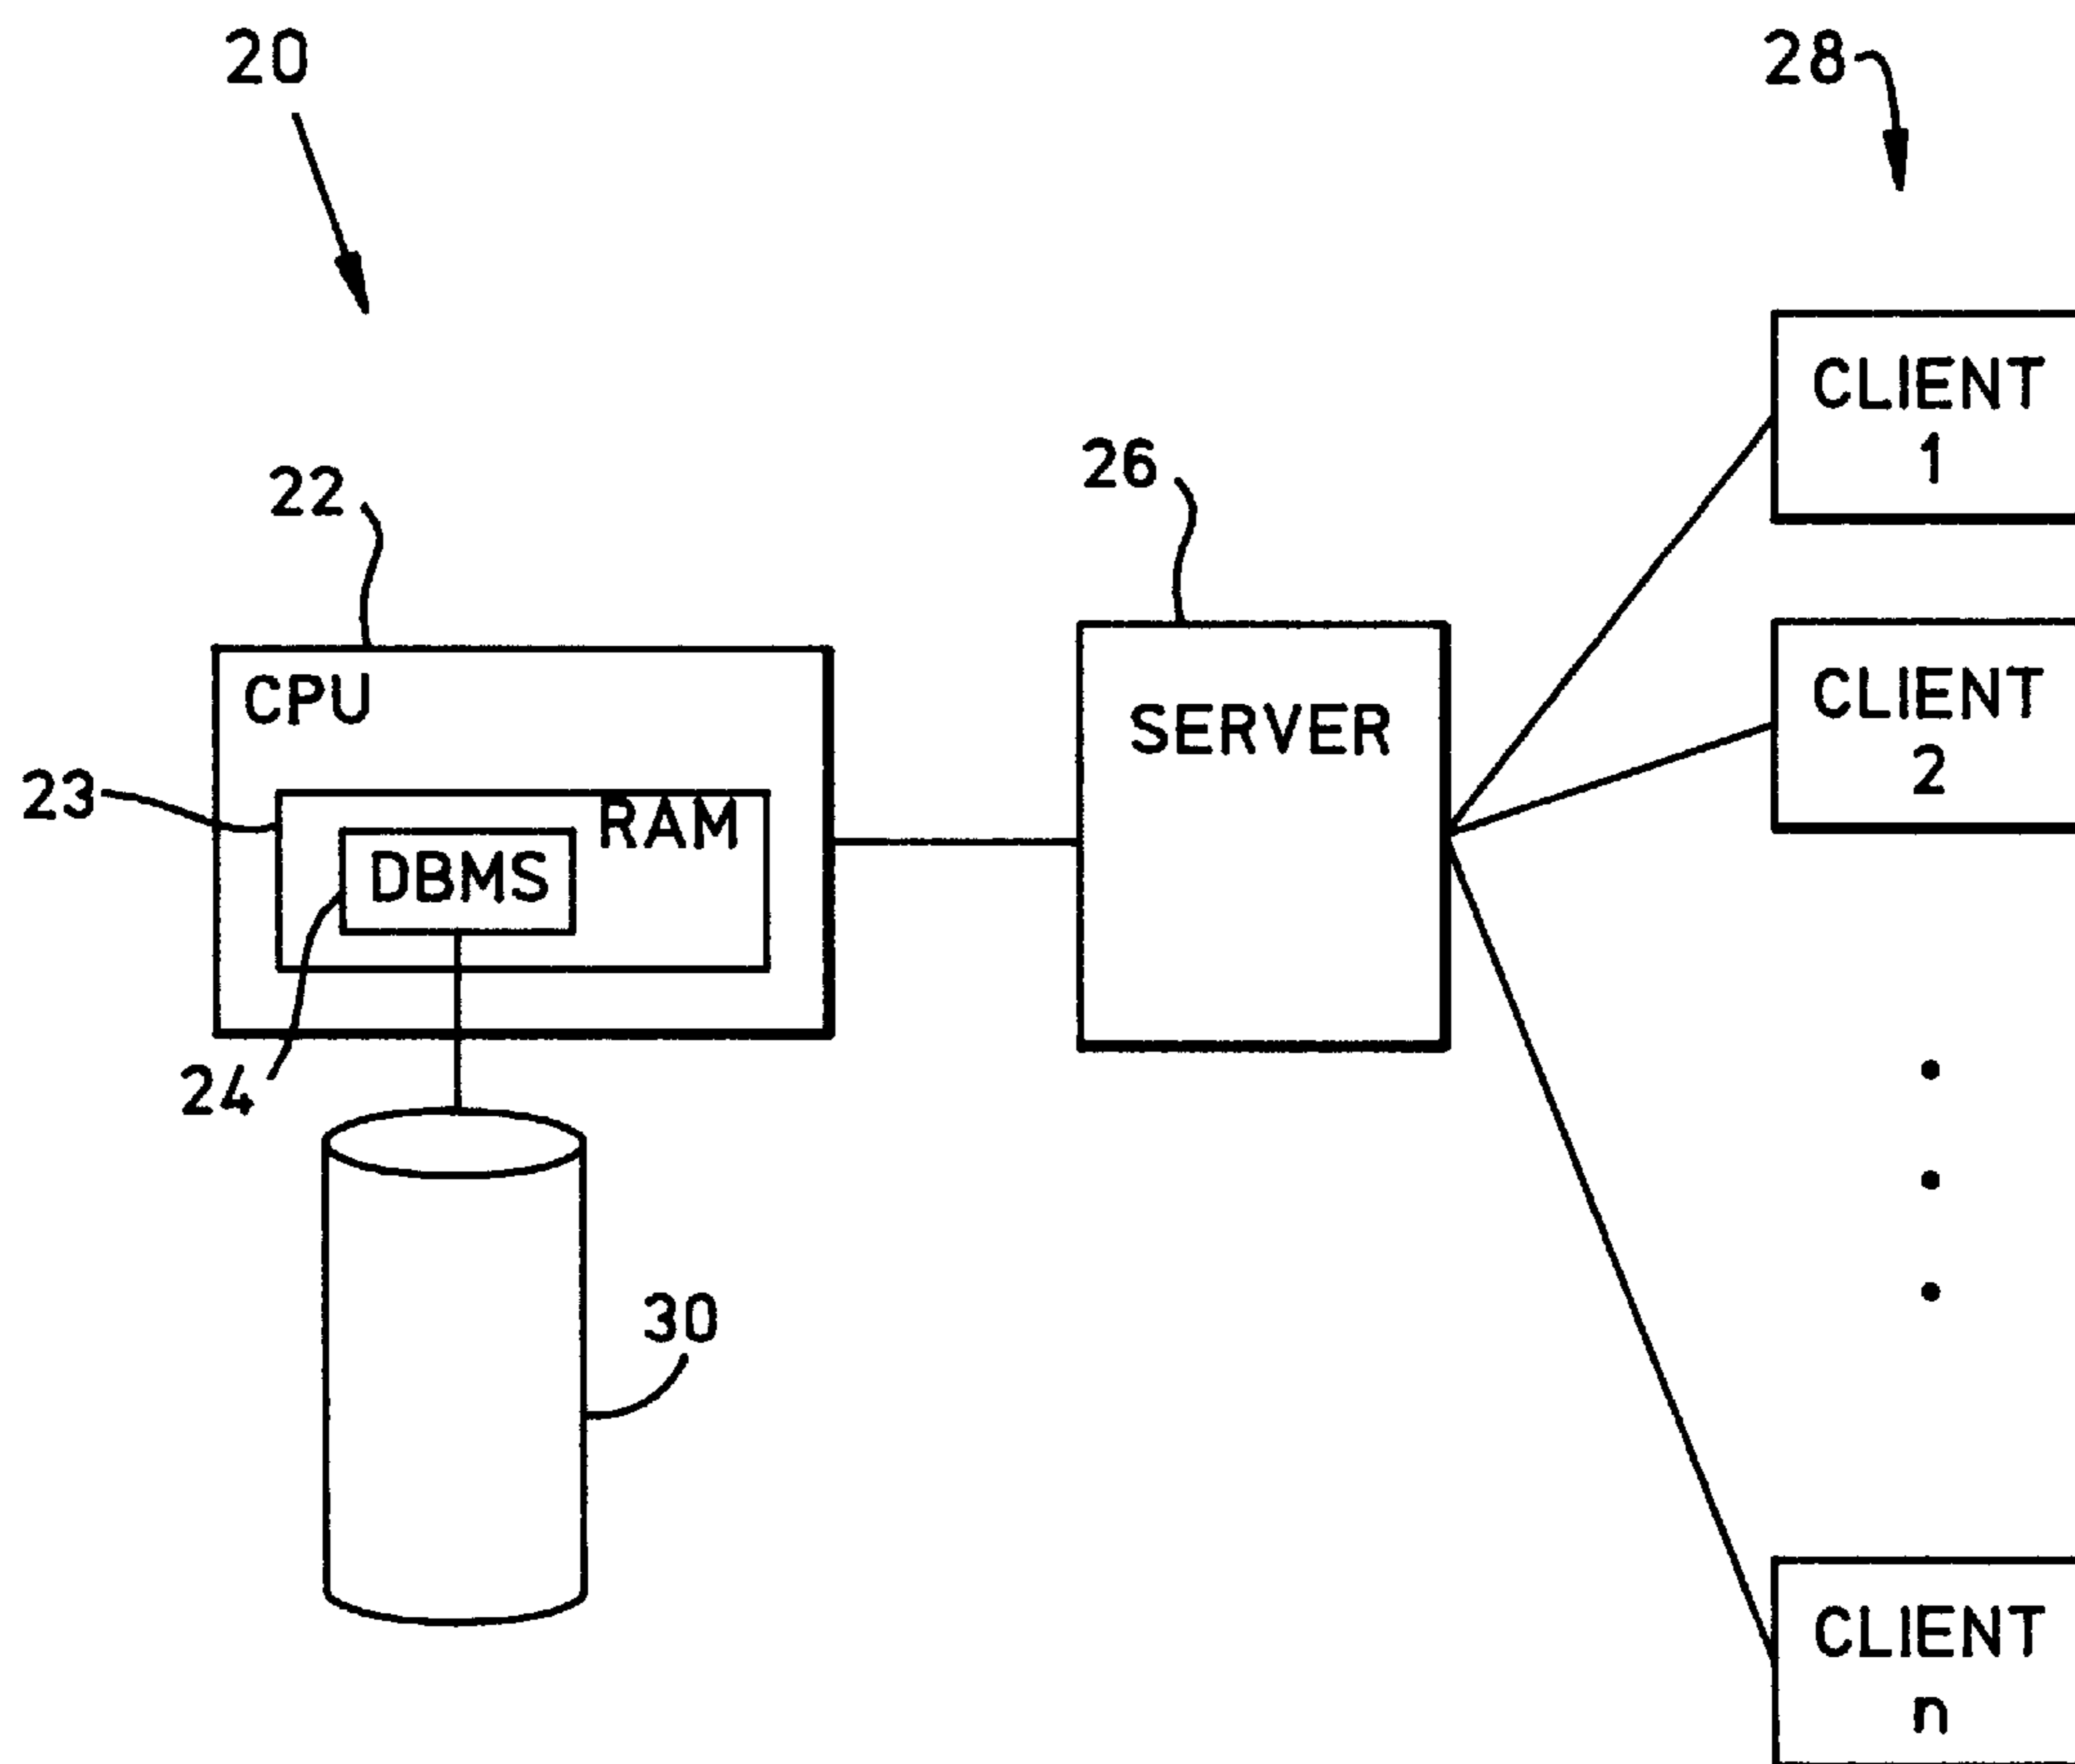 20
28
CLIENT
1
22
26
CPU
SERVER
CLIENT
2
23
RAM
DBMS
24
30
CLIENT
n